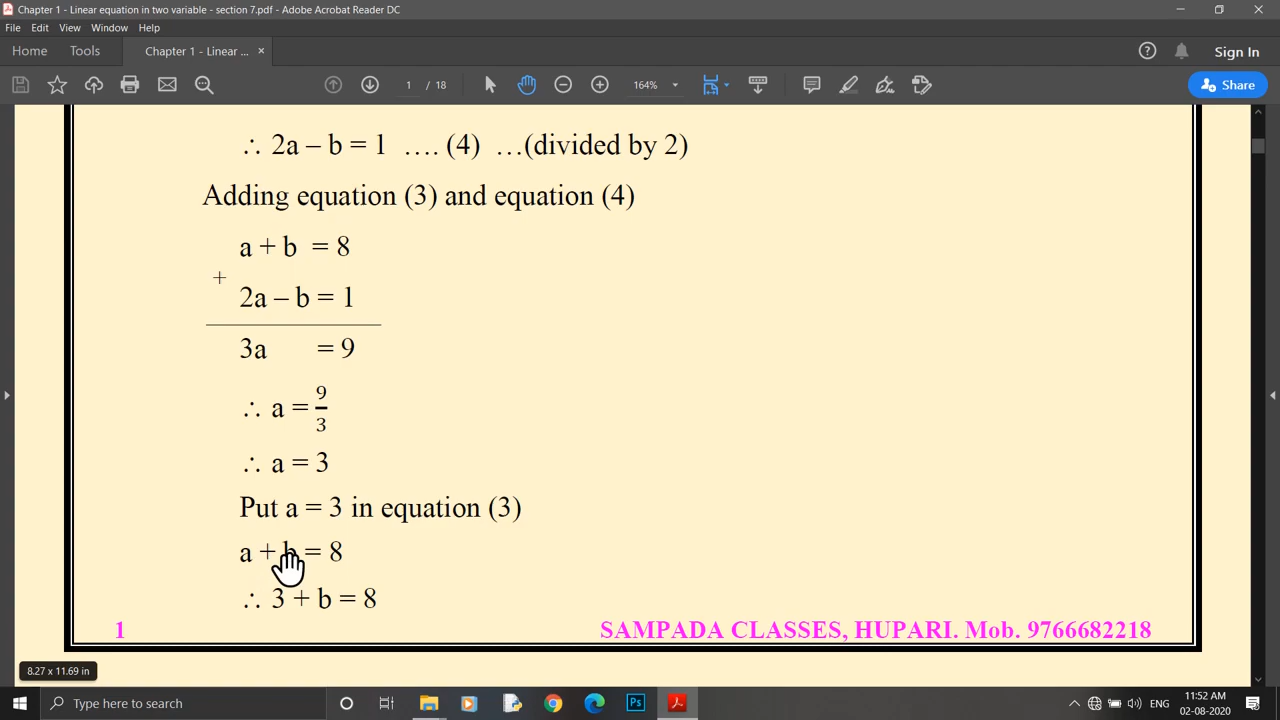 Chapter 1 - Linear equation in two variable - section 7.pdf - Adobe Acrobat Reader DC
File Edit View Window Help
Home Tools Chapter 1 - Linear ... × Sign In
1 / 18 164% Share
∴ 2a – b = 1 …. (4) …(divided by 2)
Adding equation (3) and equation (4)
a + b = 8
+
2a – b = 1
3a = 9
∴ a = 9/3
∴ a = 3
Put a = 3 in equation (3)
a + b = 8
∴ 3 + b = 8
1 SAMPADA CLASSES, HUPARI. Mob. 9766682218
8.27 x 11.69 in
Type here to search Ps ENG 11:52 AM
02-08-2020